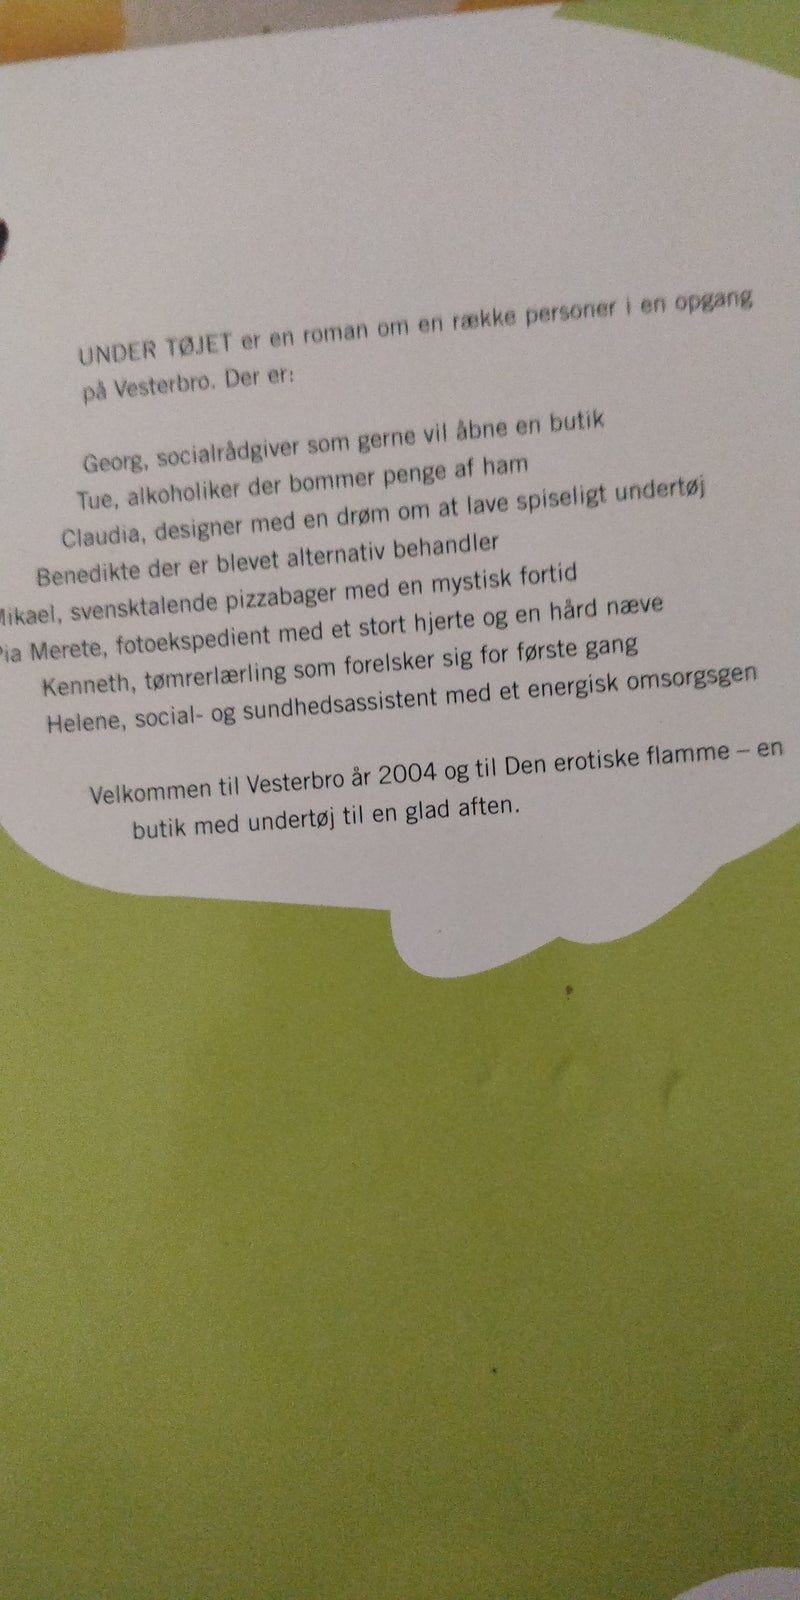 UNDER TØJET er en roman om en række personer i en opgang
på Vesterbro. Der er:
Georg, socialrådgiver som gerne vil åbne en butik
Tue, alkoholiker der bommer penge af ham
Claudia, designer med en drøm om at lave spiseligt undertøj
Benedikte der er blevet alternativ behandler
Mikael, svensktalende pizzabager med en mystisk fortid
Pia Merete, fotoekspedient med et stort hjerte og en hård næve
Kenneth, tømrerlærling som forelsker sig for første gang
Helene, social- og sundhedsassistent med et energisk omsorgsgen
Velkommen til Vesterbro år 2004 og til Den erotiske flamme – en
butik med undertøj til en glad aften.